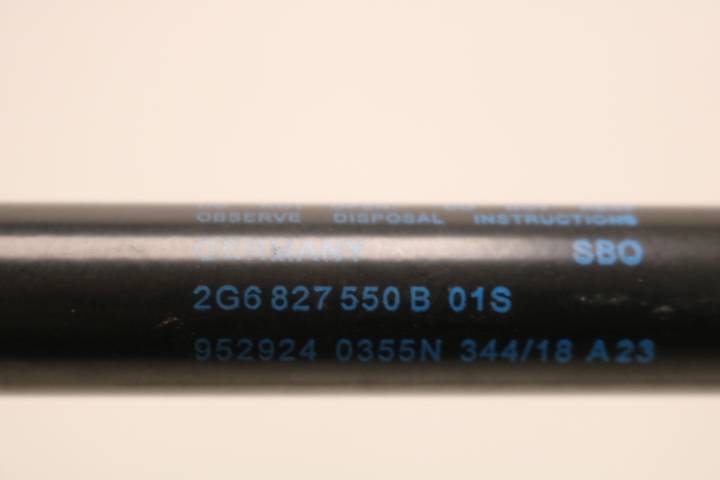 OBSERVE DISPOSAL INSTRUCTIONS
GERMANY SBO
2G6 827 550 B 01S
952924 0355N 344/18 A23